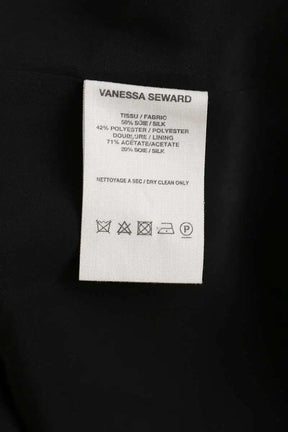 VANESSA SEWARD
TISSU / FABRIC
58% SOIE / SILK
42% POLYESTER / POLYESTER
DOUBLURE / LINING
71% ACETATE/ACETATE
29% SOIE / SILK
NETTOYAGE A SEC / DRY CLEAN ONLY
P